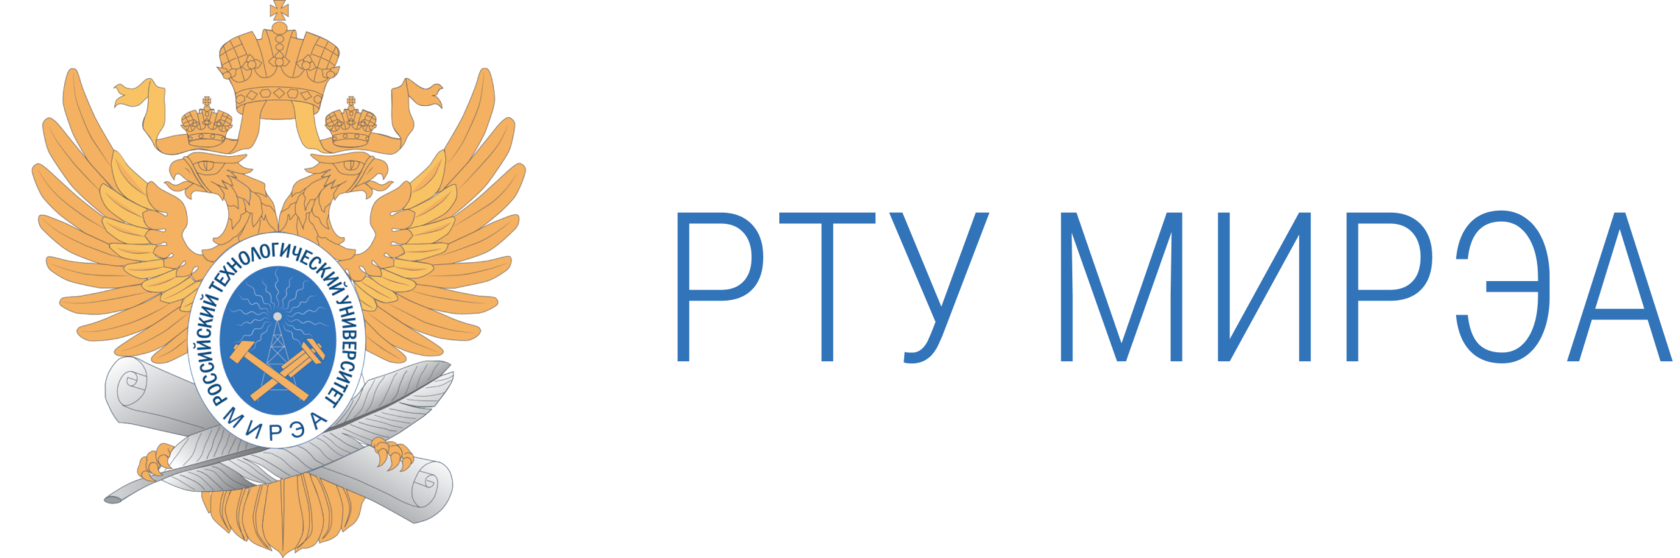 РОССИЙСКИЙ ТЕХНОЛОГИЧЕСКИЙ УНИВЕРСИТЕТ
МИРЭА
РТУ МИРЭА